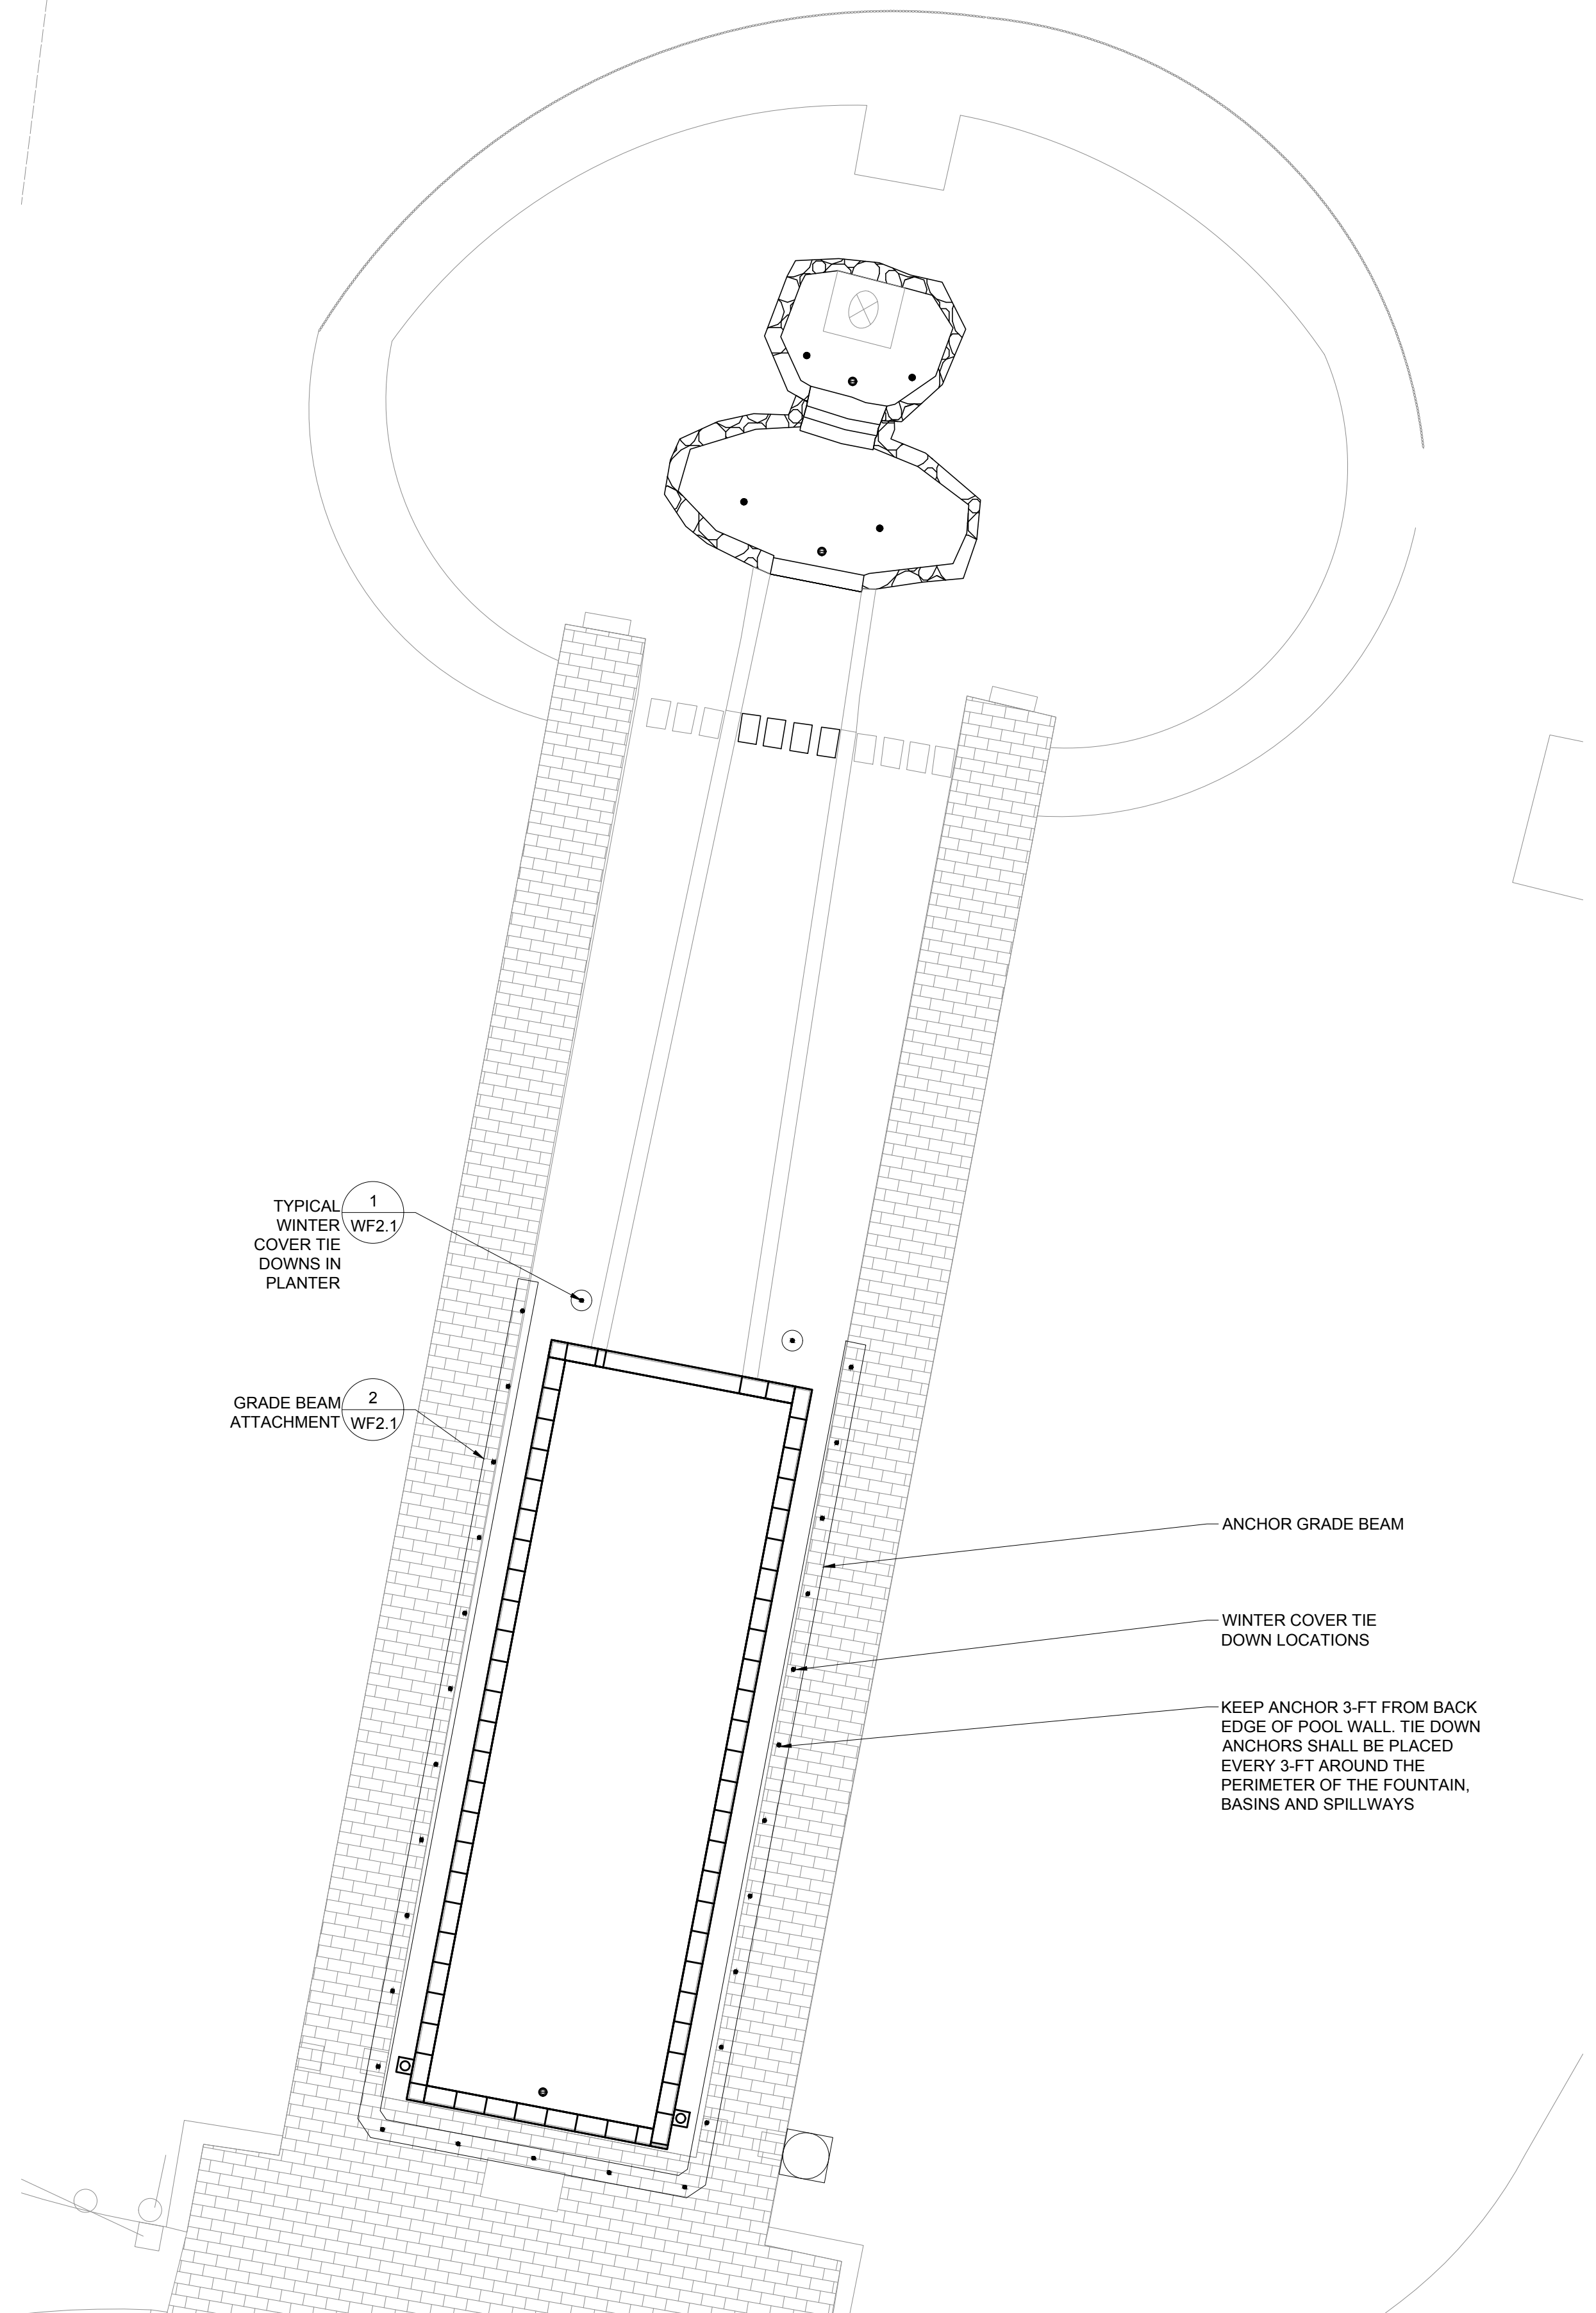 TYPICAL
WINTER
COVER TIE
DOWNS IN
PLANTER
1
WF2.1
GRADE BEAM
ATTACHMENT
2
WF2.1
ANCHOR GRADE BEAM
WINTER COVER TIE
DOWN LOCATIONS
KEEP ANCHOR 3-FT FROM BACK
EDGE OF POOL WALL. TIE DOWN
ANCHORS SHALL BE PLACED
EVERY 3-FT AROUND THE
PERIMETER OF THE FOUNTAIN,
BASINS AND SPILLWAYS